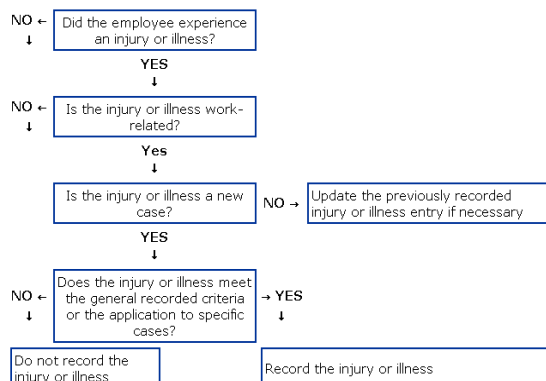 NO ← Did the employee experience
↓ an injury or illness?
YES
↓
NO ← Is the injury or illness work-
↓ related?
Yes
↓
Is the injury or illness a new
case?
NO → Update the previously recorded
injury or illness entry if necessary
YES
↓
Does the injury or illness meet
NO ← the general recorded criteria → YES
↓ or the application to specific ↓
cases?
Do not record the
injury or illness
Record the injury or illness